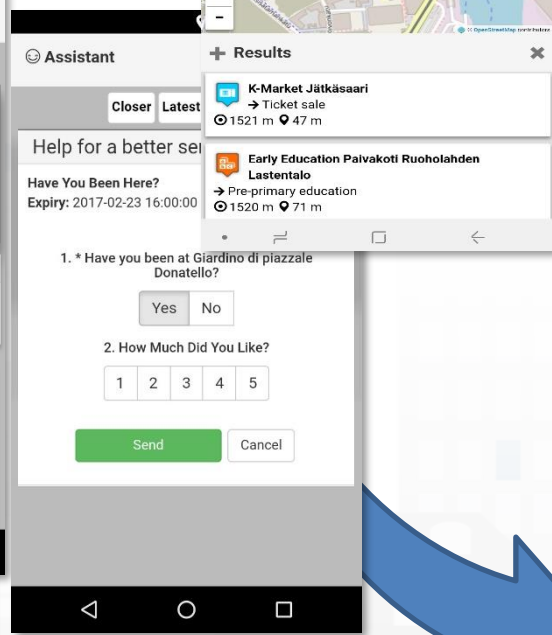 −
© OpenStreetMap contributors
Assistant
+ Results
K-Market Jätkäsaari
→ Ticket sale
1521 m 47 m
Early Education Paivakoti Ruoholahden
Lastentalo
→ Pre-primary education
1520 m 71 m
Closer Latest
Help for a better
Have You Been Here?
Expiry: 2017-02-23 16:00:00
1. * Have you been at Giardino di piazzale
Donatello?
Yes No
2. How Much Did You Like?
1 2 3 4 5
Send Cancel